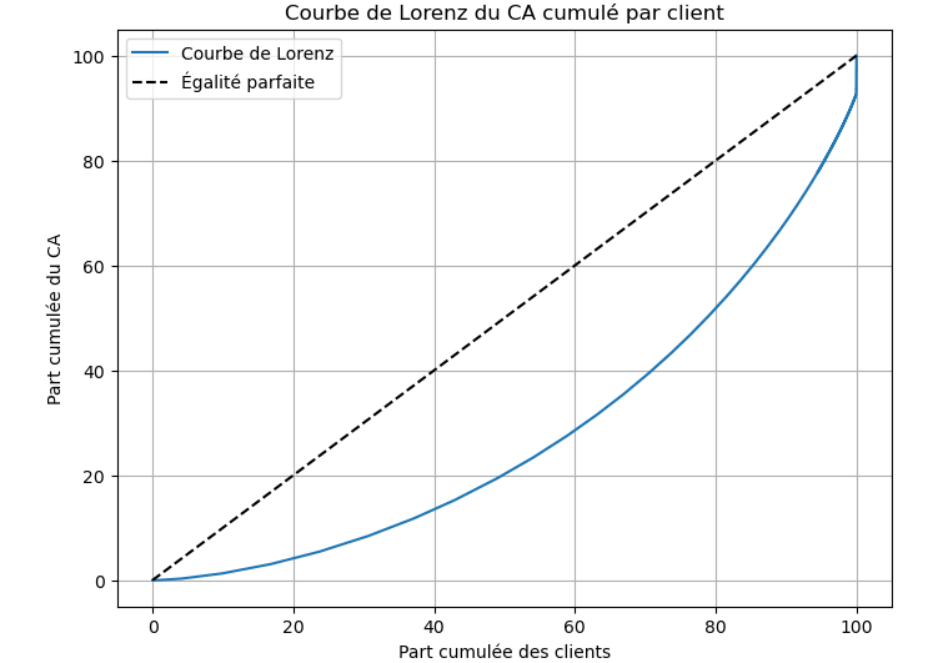 Courbe de Lorenz du CA cumulé par client
Courbe de Lorenz
Égalité parfaite
100
80
60
40
20
0
Part cumulée du CA
0 20 40 60 80 100
Part cumulée des clients